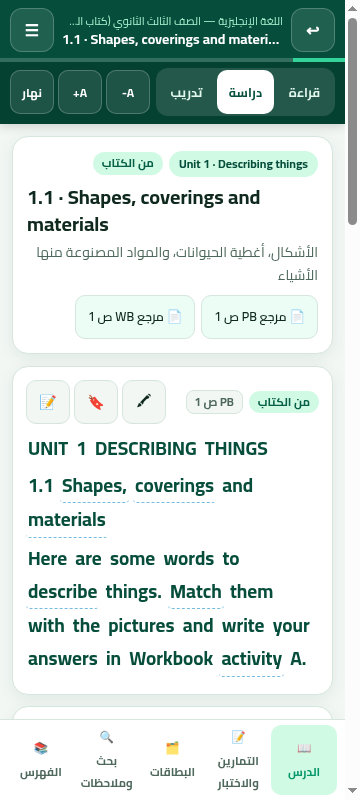 اللغة الإنجليزية — الصف الثالث الثانوي (كتاب الـ...
1.1 · Shapes, coverings and materi...
قراءة
دراسة
تدريب
A-
A+
نهار
Unit 1 · Describing things
من الكتاب
1.1 · Shapes, coverings and
materials
الأشكال، أغطية الحيوانات، والمواد المصنوعة منها
الأشياء
مرجع PB ص 1
مرجع WB ص 1
من الكتاب
PB ص 1
UNIT 1 DESCRIBING THINGS
1.1 Shapes, coverings and
materials
Here are some words to
describe things. Match them
with the pictures and write your
answers in Workbook activity A.
الدرس
التمارين
والاختبار
البطاقات
بحث
وملاحظات
الفهرس